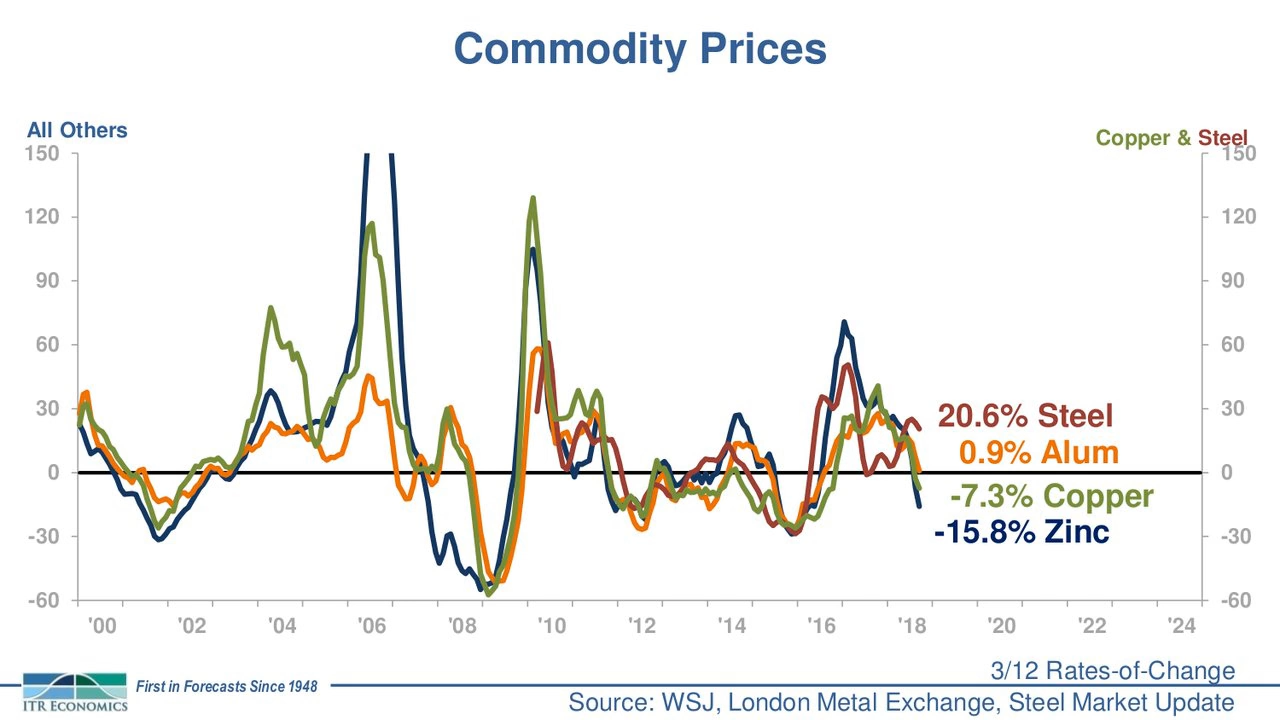 Commodity Prices
All Others
Copper & Steel
150
150
120
120
90
90
60
60
30
30
20.6% Steel
0.9% Alum
0
0
-7.3% Copper
-15.8% Zinc
-30
-30
-60
-60
'00 '02 '04 '06 '08 '10 '12 '14 '16 '18 '20 '22 '24
3/12 Rates-of-Change
First in Forecasts Since 1948
ITR ECONOMICS
Source: WSJ, London Metal Exchange, Steel Market Update